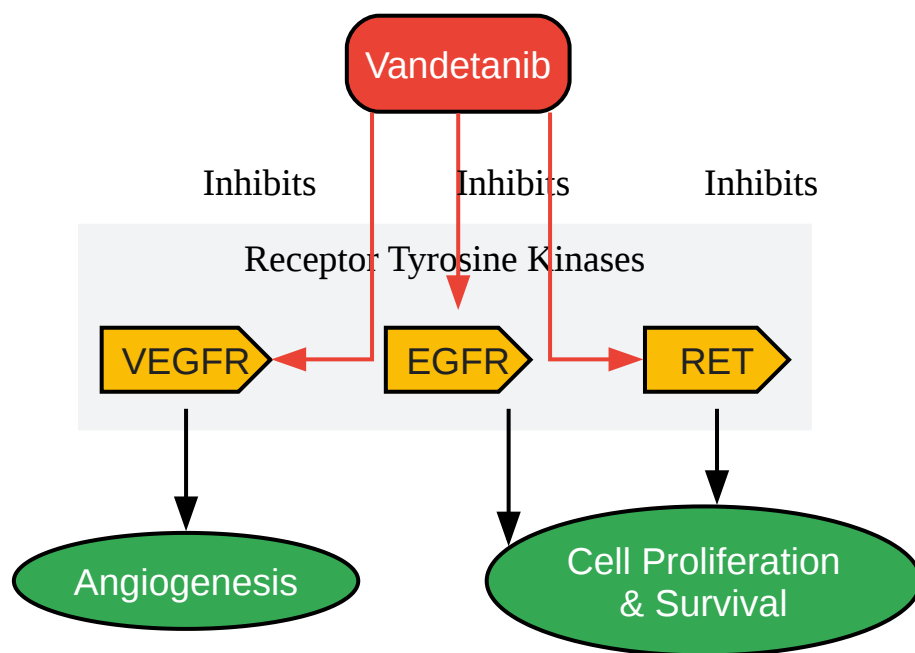 Vandetanib
Inhibits
Inhibits
Inhibits
Receptor Tyrosine Kinases
VEGFR
EGFR
RET
Angiogenesis
Cell Proliferation
& Survival